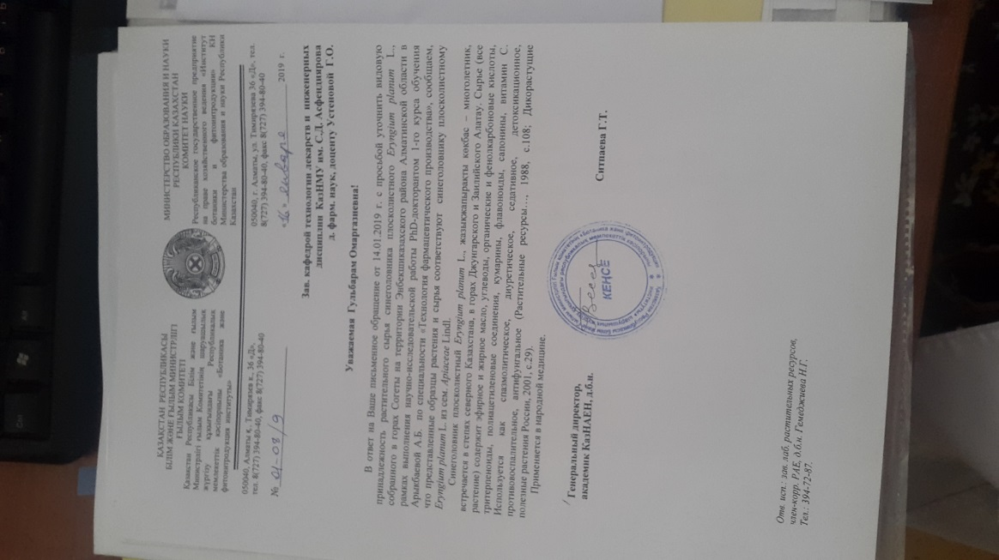 ҚАЗАҚСТАН РЕСПУБЛИКАСЫ
БІЛІМ ЖӘНЕ ҒЫЛЫМ МИНИСТРЛІГІ
ҒЫЛЫМ КОМИТЕТІ
Қазақстан Республикасы Білім және ғылым
Министрлігі ғылым Комитетінің шаруашылық
жүргізу құқығындағы Республикалық
мемлекеттік кәсіпорыны «Ботаника және
фитоинтродукция институты»
050040, Алматы қ, Тимирязев к, 36 «Д»,
тел. 8(727) 394-80-40, факс 8(727) 394-80-40
№ 01-08/9
МИНИСТЕРСТВО ОБРАЗОВАНИЯ И НАУКИ
РЕСПУБЛИКИ КАЗАХСТАН
КОМИТЕТ НАУКИ
Республиканское государственное предприятие
на праве хозяйственного ведения «Институт
ботаники и фитоинтродукции» КН
Министерства образования и науки Республики
Казахстан
050040, г. Алматы, ул. Тимирязева 36 «Д», тел.
8(727) 394-80-40, факс 8(727) 394-80-40
«16» января 2019 г.
Зав. кафедрой технологии лекарств и инженерных
дисциплин КазНМУ им. С.Д. Асфендиярова
д. фарм. наук, доценту Устеновой Г.О.
Уважаемая Гульбарам Омаргазиевна!
В ответ на Ваше письменное обращение от 14.01.2019 г. с просьбой уточнить видовую
принадлежность растительного сырья синеголовника плосколистного Eryngium planum L.,
собранного в горах Согеты на территории Энбекшиказахского района Алматинской области в
рамках выполнения научно-исследовательской работы PhD-докторантом 1-го курса обучения
Арыкбаевой А.Б. по специальности «Технология фармацевтического производства», сообщаем,
что представленные образцы растения и сырья соответствуют синеголовнику плосколистному
Eryngium planum L. из сем. Apiaceae Lindl.
Синеголовник плосколистный Eryngium planum L., жазыкжапыракты кокбас – многолетник,
встречается в степях северного Казахстана, в горах Джунгарского и Заилийского Алатау. Сырье (все
растение) содержит эфирное и жирное масло, углеводы, органические и фенолкарбоновые кислоты,
тритерпеноиды, полиацетиленовые соединения, кумарины, флавоноиды, сапонины, витамин С.
Используется как спазмолитическое, диуретическое, седативное, детоксикационное,
противовоспалительное, антифунгальное (Растительные ресурсы…, 1988, с.108; Дикорастущие
полезные растения России, 2001, с.29).
Применяется в народной медицине.
Генеральный директор,
академик КазНАЕН, д.б.н.
Ситпаева Г.Т.
КЕҢСЕ
Отв. исп.: зав. лаб. растительных ресурсов,
член-корр. РАЕ, д.б.н. Гемеджиева Н.Г.
Тел.: 394-72-87.